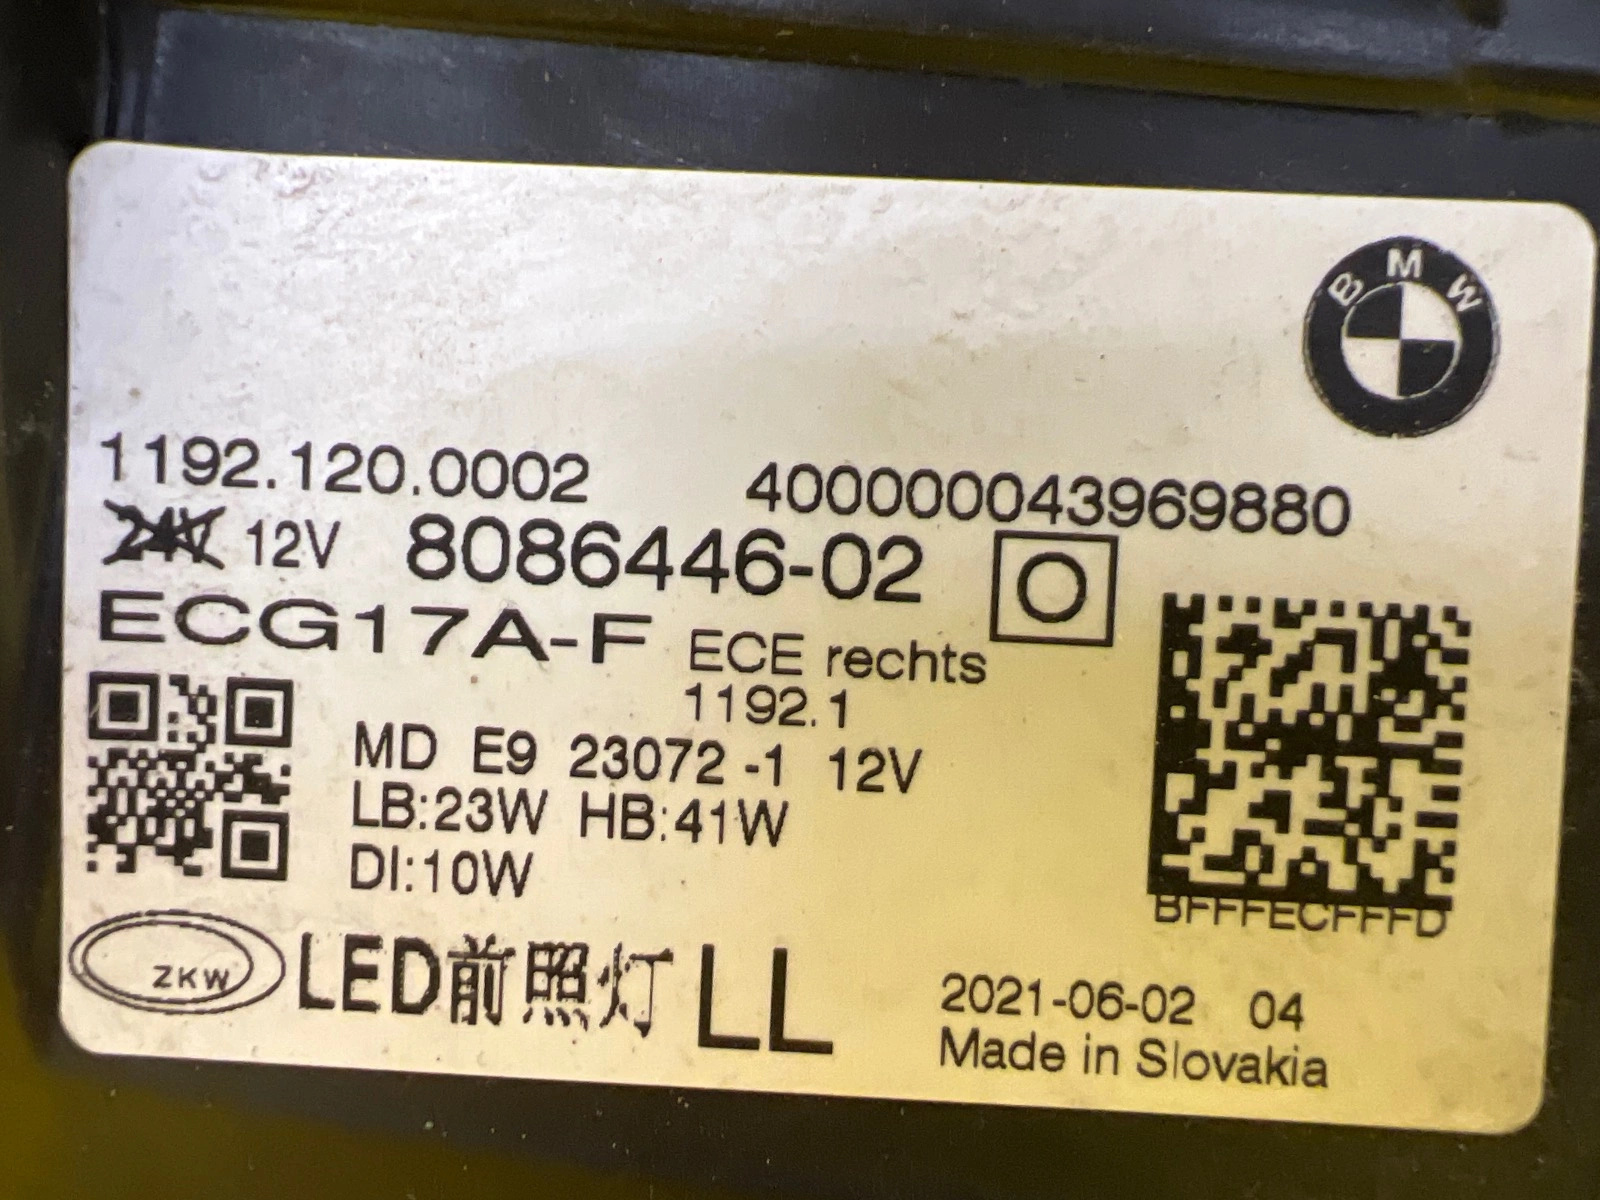 BMW
1192.120.0002 400000043969880
24V 12V 8086446-02 O
ECG17A-F ECE rechts
1192.1
MD E9 23072 -1 12V
LB:23W HB:41W
DI:10W
BFFFECFFFD
ZKW LED前照灯 LL
2021-06-02 04
Made in Slovakia